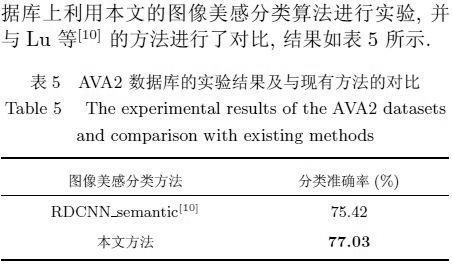 据库上利用本文的图像美感分类算法进行实验, 并
与 Lu 等[10] 的方法进行了对比, 结果如表 5 所示.
表 5 AVA2 数据库的实验结果及与现有方法的对比
Table 5 The experimental results of the AVA2 datasets
and comparison with existing methods
图像美感分类方法 分类准确率 (%)
RDCNN_semantic[10] 75.42
本文方法 77.03